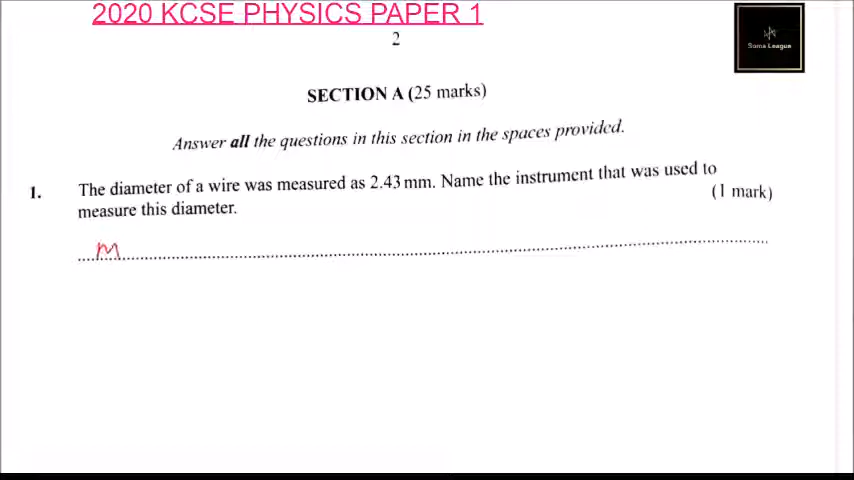 2020 KCSE PHYSICS PAPER 1
2
Soma League
SECTION A (25 marks)
Answer all the questions in this section in the spaces provided.
1. The diameter of a wire was measured as 2.43 mm. Name the instrument that was used to
measure this diameter. (1 mark)
m